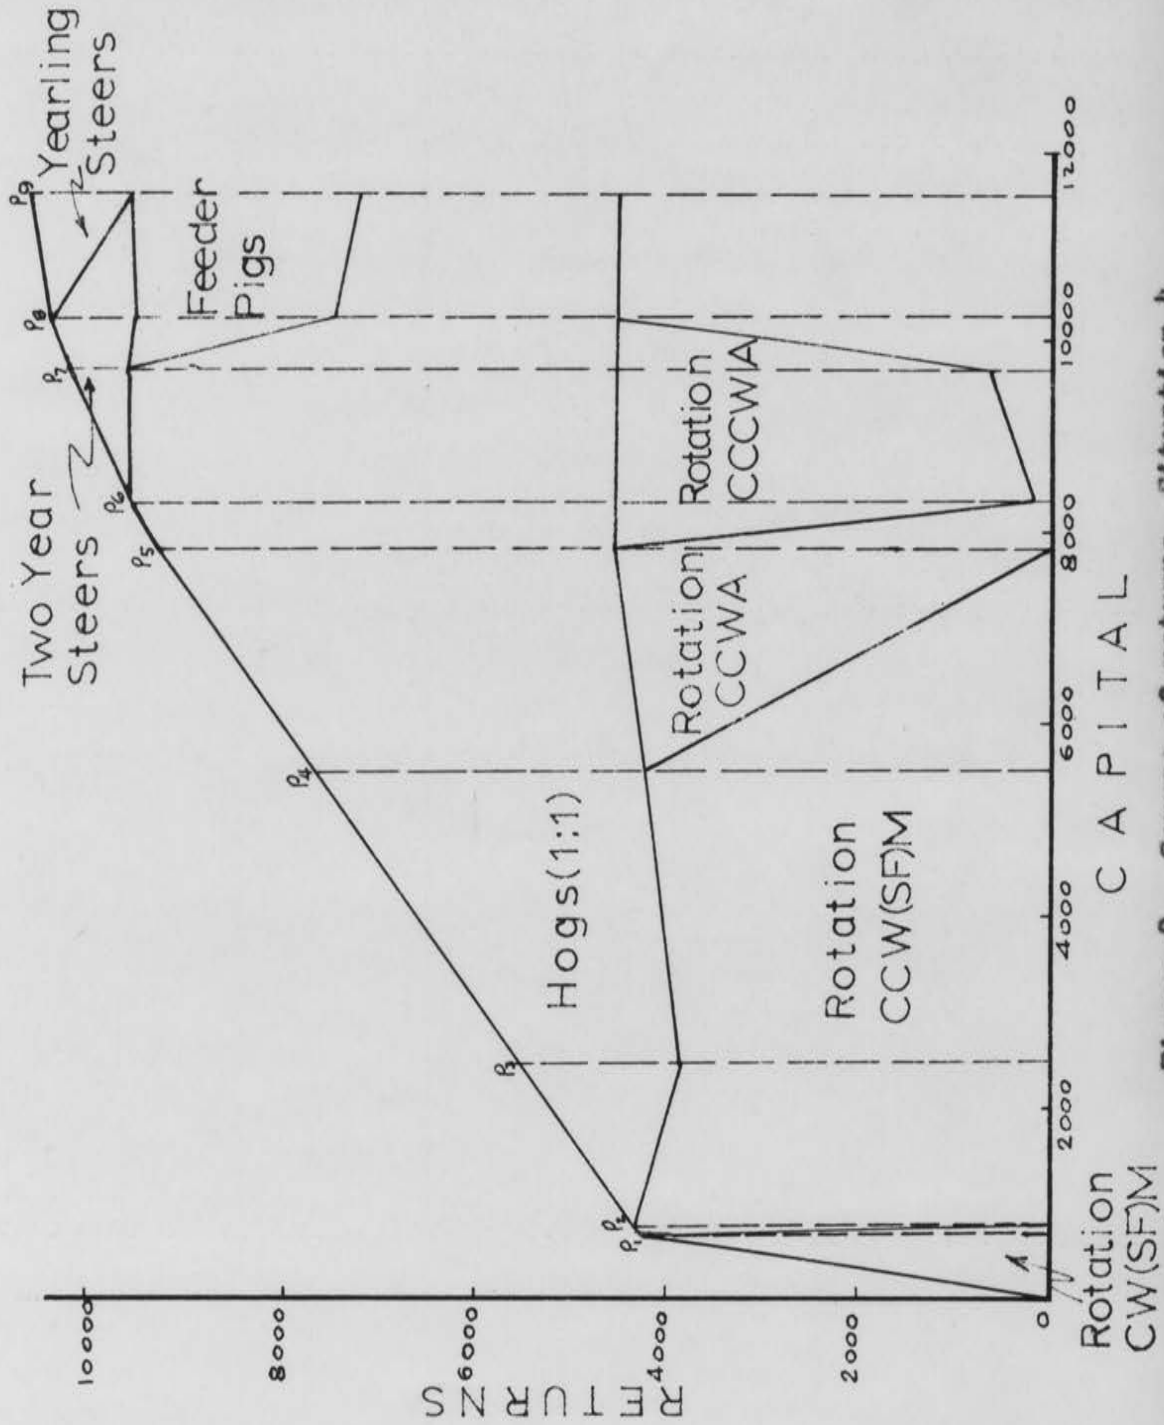 RETURNS
10000
8000
6000
4000
2000
0
2000
4000
6000
8000
10000
12000
CAPITAL
P1
P2
P3
P4
P5
P6
P7
P8
P9
Two Year
Steers
Yearling
Steers
Feeder
Pigs
Hogs(1:1)
Rotation
CCW(SF)M
Rotation
CCWA
Rotation
CCCWA
Rotation
CW(SF)M